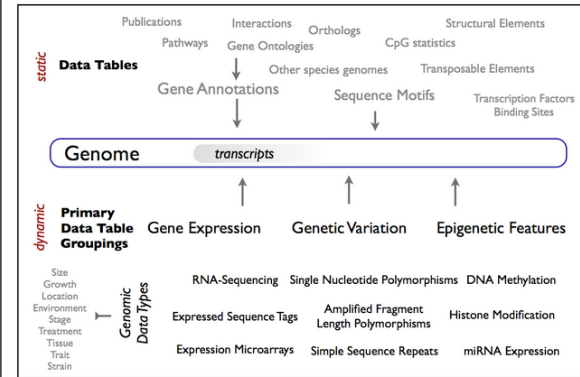 Publications
Interactions
Structural Elements
Orthologs
Pathways
Gene Ontologies
CpG statistics
static
Data Tables
Other species genomes
Transposable Elements
Gene Annotations
Sequence Motifs
Transcription Factors
Binding Sites
Genome
transcripts
dynamic
Primary
Data Table
Groupings
Gene Expression
Genetic Variation
Epigenetic Features
Size
Growth
Location
Environment
Stage
Treatment
Tissue
Trait
Strain
Genomic
Data Types
RNA-Sequencing
Single Nucleotide Polymorphisms
DNA Methylation
Expressed Sequence Tags
Amplified Fragment
Length Polymorphisms
Histone Modification
Expression Microarrays
Simple Sequence Repeats
miRNA Expression